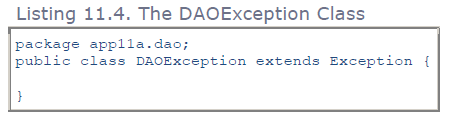 Listing 11.4. The DAOException Class
package app11a.dao;
public class DAOException extends Exception {
}